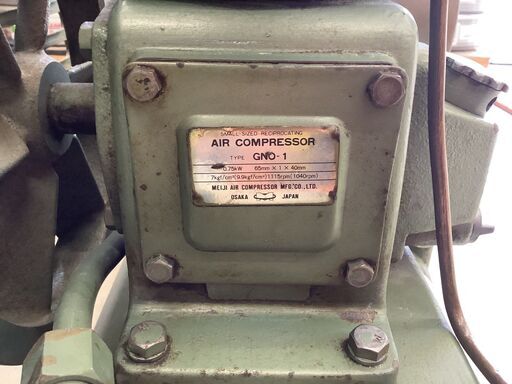 SMALL-SIZED RECIPROCATING
AIR COMPRESSOR
TYPE GNO-1
0.75kW 65mm × 1 × 40mm
7kgf/cm²(9.9kgf/cm²) 1115rpm(1040rpm)
MEIJI AIR COMPRESSOR MFG.CO.,LTD.
OSAKA JAPAN